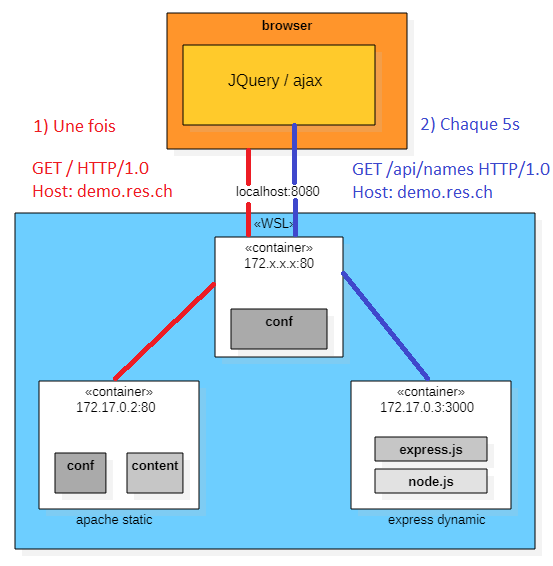 browser
JQuery / ajax
1) Une fois
2) Chaque 5s
GET / HTTP/1.0
Host: demo.res.ch
GET /api/names HTTP/1.0
Host: demo.res.ch
localhost:8080
«WSL»
«container»
172.x.x.x:80
conf
«container»
172.17.0.2:80
conf
content
apache static
«container»
172.17.0.3:3000
express.js
node.js
express dynamic